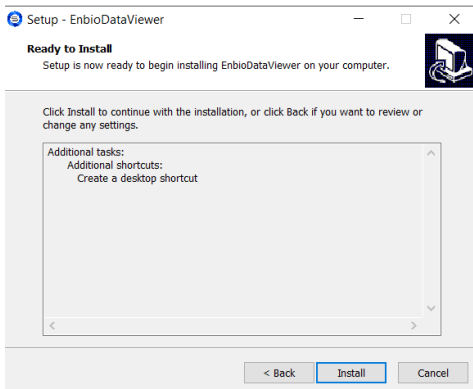 Setup - EnbioDataViewer
Ready to Install
Setup is now ready to begin installing EnbioDataViewer on your computer.
Click Install to continue with the installation, or click Back if you want to review or
change any settings.
Additional tasks:
Additional shortcuts:
Create a desktop shortcut
< Back
Install
Cancel